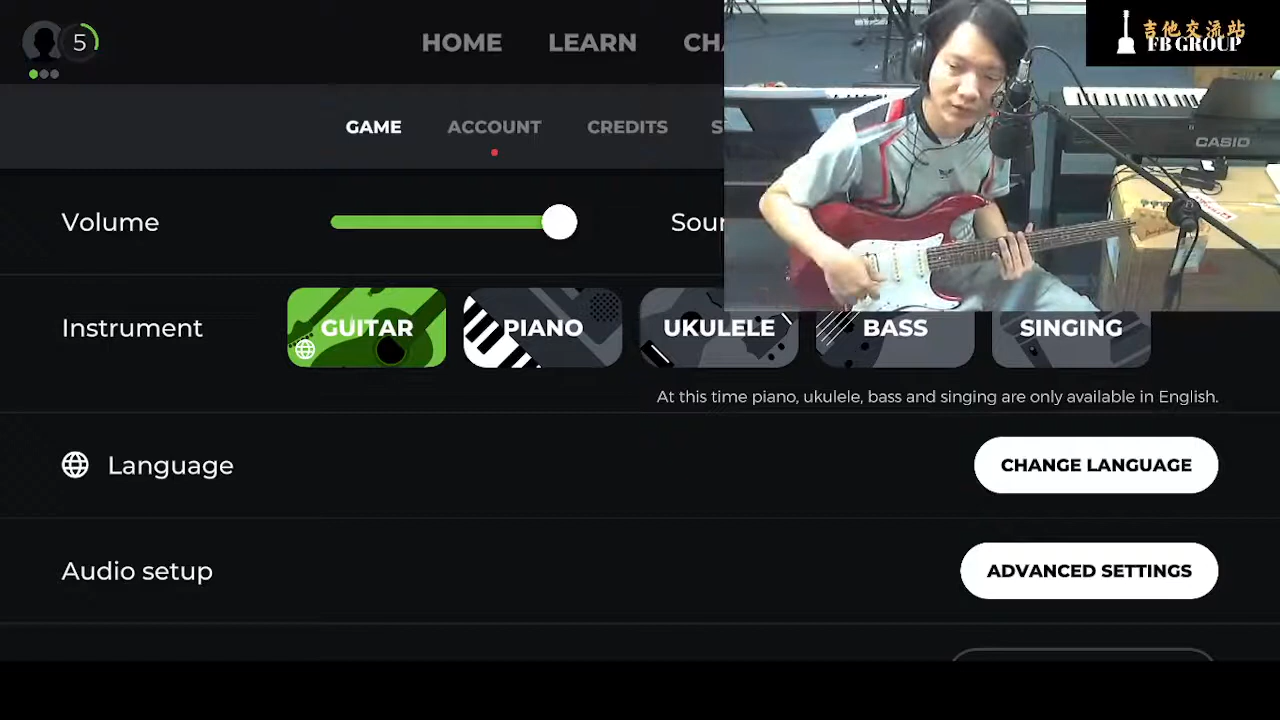 5
HOME LEARN
吉他交流站
FB GROUP
GAME ACCOUNT CREDITS
CASIO
Volume
Instrument
GUITAR PIANO UKULELE BASS SINGING
At this time piano, ukulele, bass and singing are only available in English.
Language
CHANGE LANGUAGE
Audio setup
ADVANCED SETTINGS